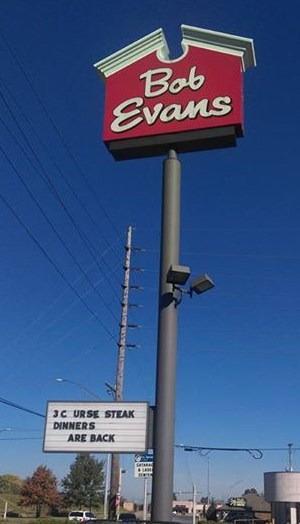 Bob
Evans
3 C URSE STEAK
DINNERS
ARE BACK